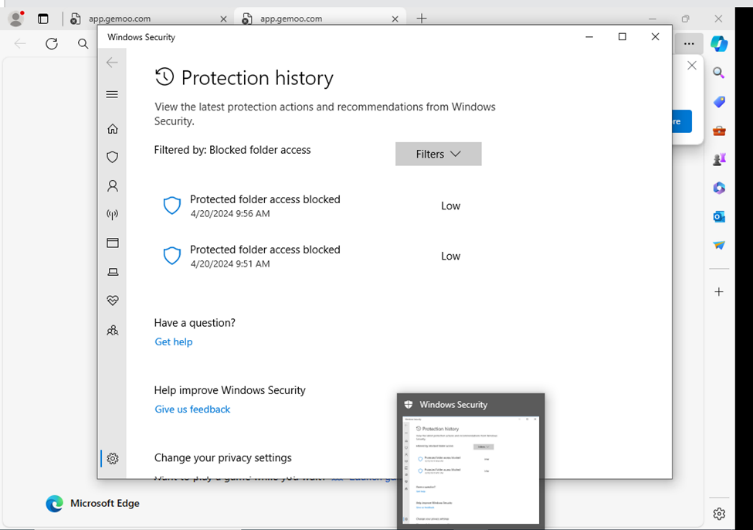 app.gemoo.com
app.gemoo.com
Windows Security
Protection history
View the latest protection actions and recommendations from Windows
Security.
Filtered by: Blocked folder access
Filters
Protected folder access blocked
Low
4/20/2024 9:56 AM
Protected folder access blocked
Low
4/20/2024 9:51 AM
Have a question?
Get help
Help improve Windows Security
Give us feedback
Change your privacy settings
Microsoft Edge
Windows Security
Protection history